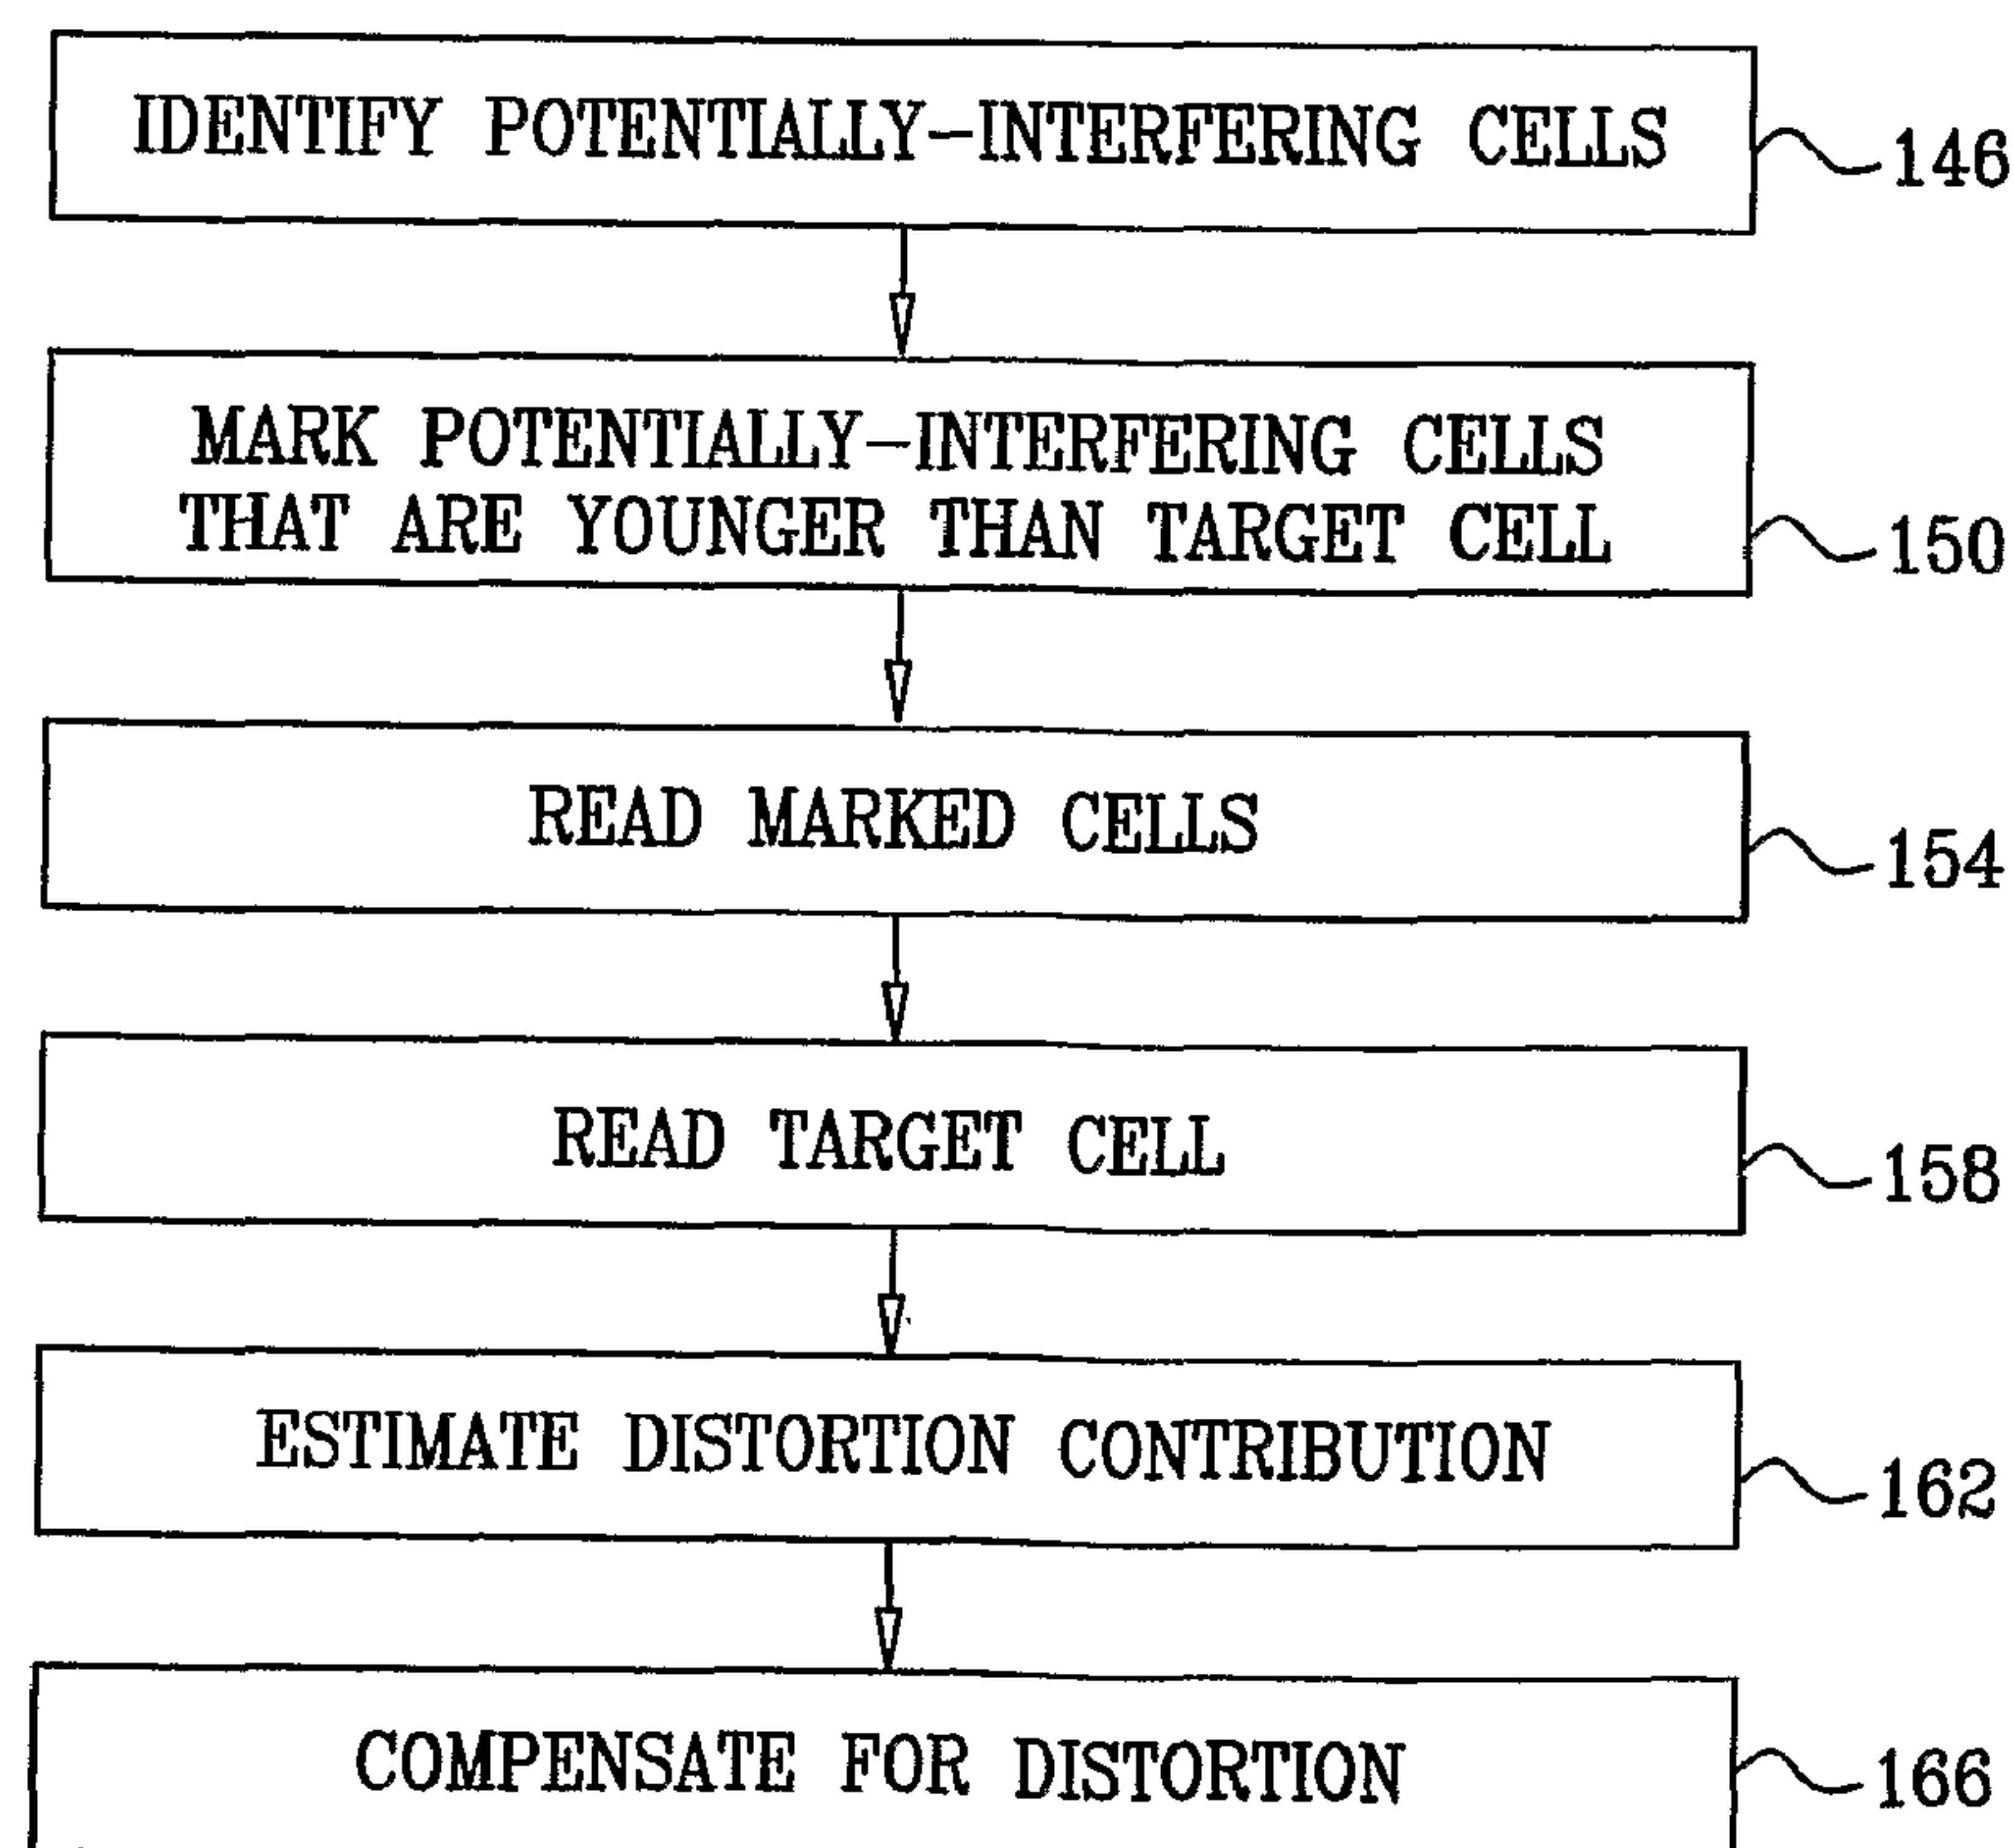 IDENTIFY POTENTIALLY-INTERFERING CELLS
146
MARK POTENTIALLY-INTERFERING CELLS
THAT ARE YOUNGER THAN TARGET CELL
150
READ MARKED CELLS
154
READ TARGET CELL
158
ESTIMATE DISTORTION CONTRIBUTION
162
COMPENSATE FOR DISTORTION
166